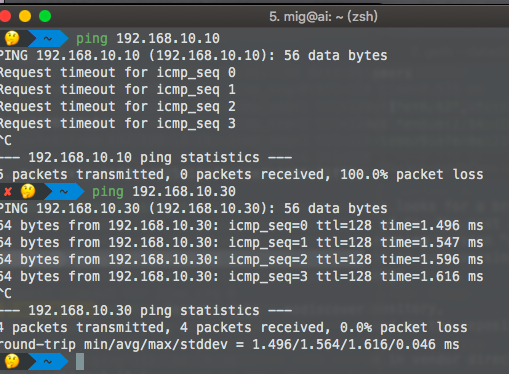 5. mig@ai: ~ (zsh)
~ ping 192.168.10.10
PING 192.168.10.10 (192.168.10.10): 56 data bytes
Request timeout for icmp_seq 0
Request timeout for icmp_seq 1
Request timeout for icmp_seq 2
Request timeout for icmp_seq 3
^C
--- 192.168.10.10 ping statistics ---
5 packets transmitted, 0 packets received, 100.0% packet loss
✘ 🤔 ~ ping 192.168.10.30
PING 192.168.10.30 (192.168.10.30): 56 data bytes
64 bytes from 192.168.10.30: icmp_seq=0 ttl=128 time=1.496 ms
64 bytes from 192.168.10.30: icmp_seq=1 ttl=128 time=1.547 ms
64 bytes from 192.168.10.30: icmp_seq=2 ttl=128 time=1.596 ms
64 bytes from 192.168.10.30: icmp_seq=3 ttl=128 time=1.616 ms
^C
--- 192.168.10.30 ping statistics ---
4 packets transmitted, 4 packets received, 0.0% packet loss
round-trip min/avg/max/stddev = 1.496/1.564/1.616/0.046 ms
🤔 ~